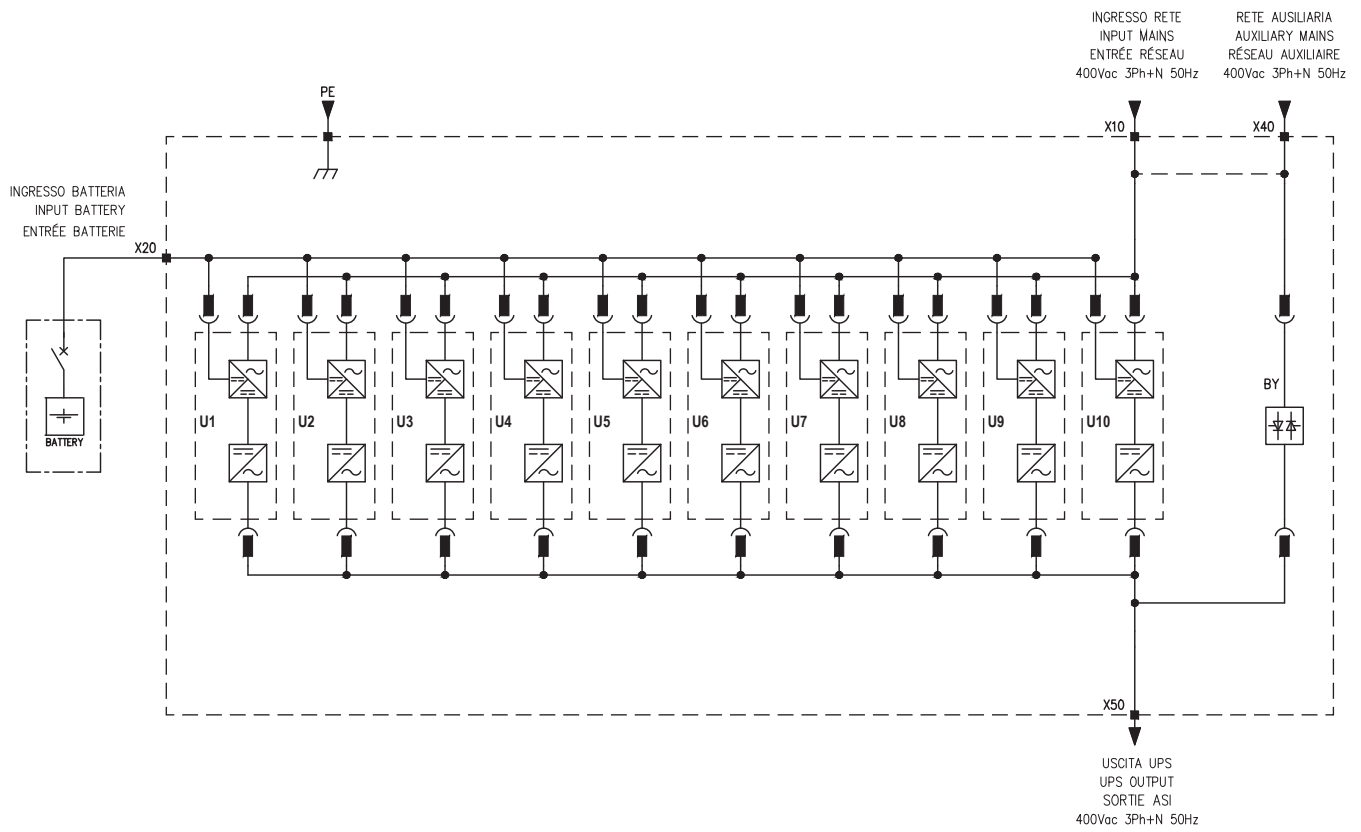 INGRESSO RETE
INPUT MAINS
ENTRÉE RÉSEAU
400Vac 3Ph+N 50Hz
RETE AUSILIARIA
AUXILIARY MAINS
RÉSEAU AUXILIAIRE
400Vac 3Ph+N 50Hz
PE
X10
X40
INGRESSO BATTERIA
INPUT BATTERY
ENTRÉE BATTERIE
X20
BATTERY
U1
U2
U3
U4
U5
U6
U7
U8
U9
U10
BY
X50
USCITA UPS
UPS OUTPUT
SORTIE ASI
400Vac 3Ph+N 50Hz